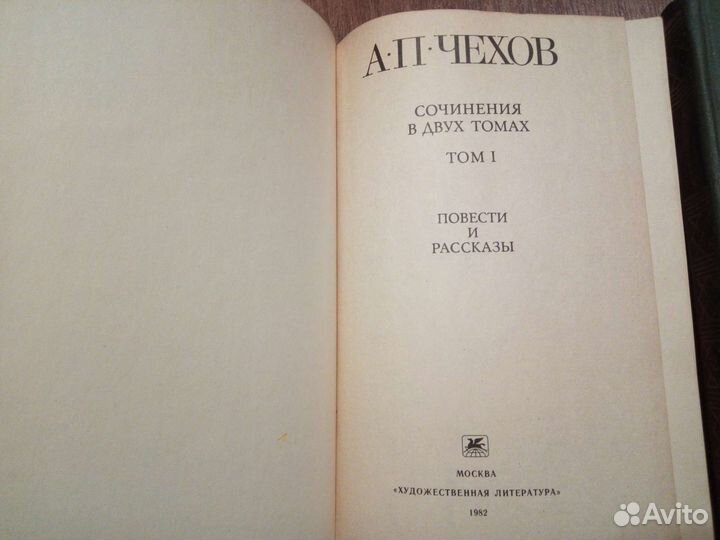 А·П·ЧЕХОВ
СОЧИНЕНИЯ
В ДВУХ ТОМАХ
ТОМ I
ПОВЕСТИ
И
РАССКАЗЫ
МОСКВА
«ХУДОЖЕСТВЕННАЯ ЛИТЕРАТУРА»
1982
Avito